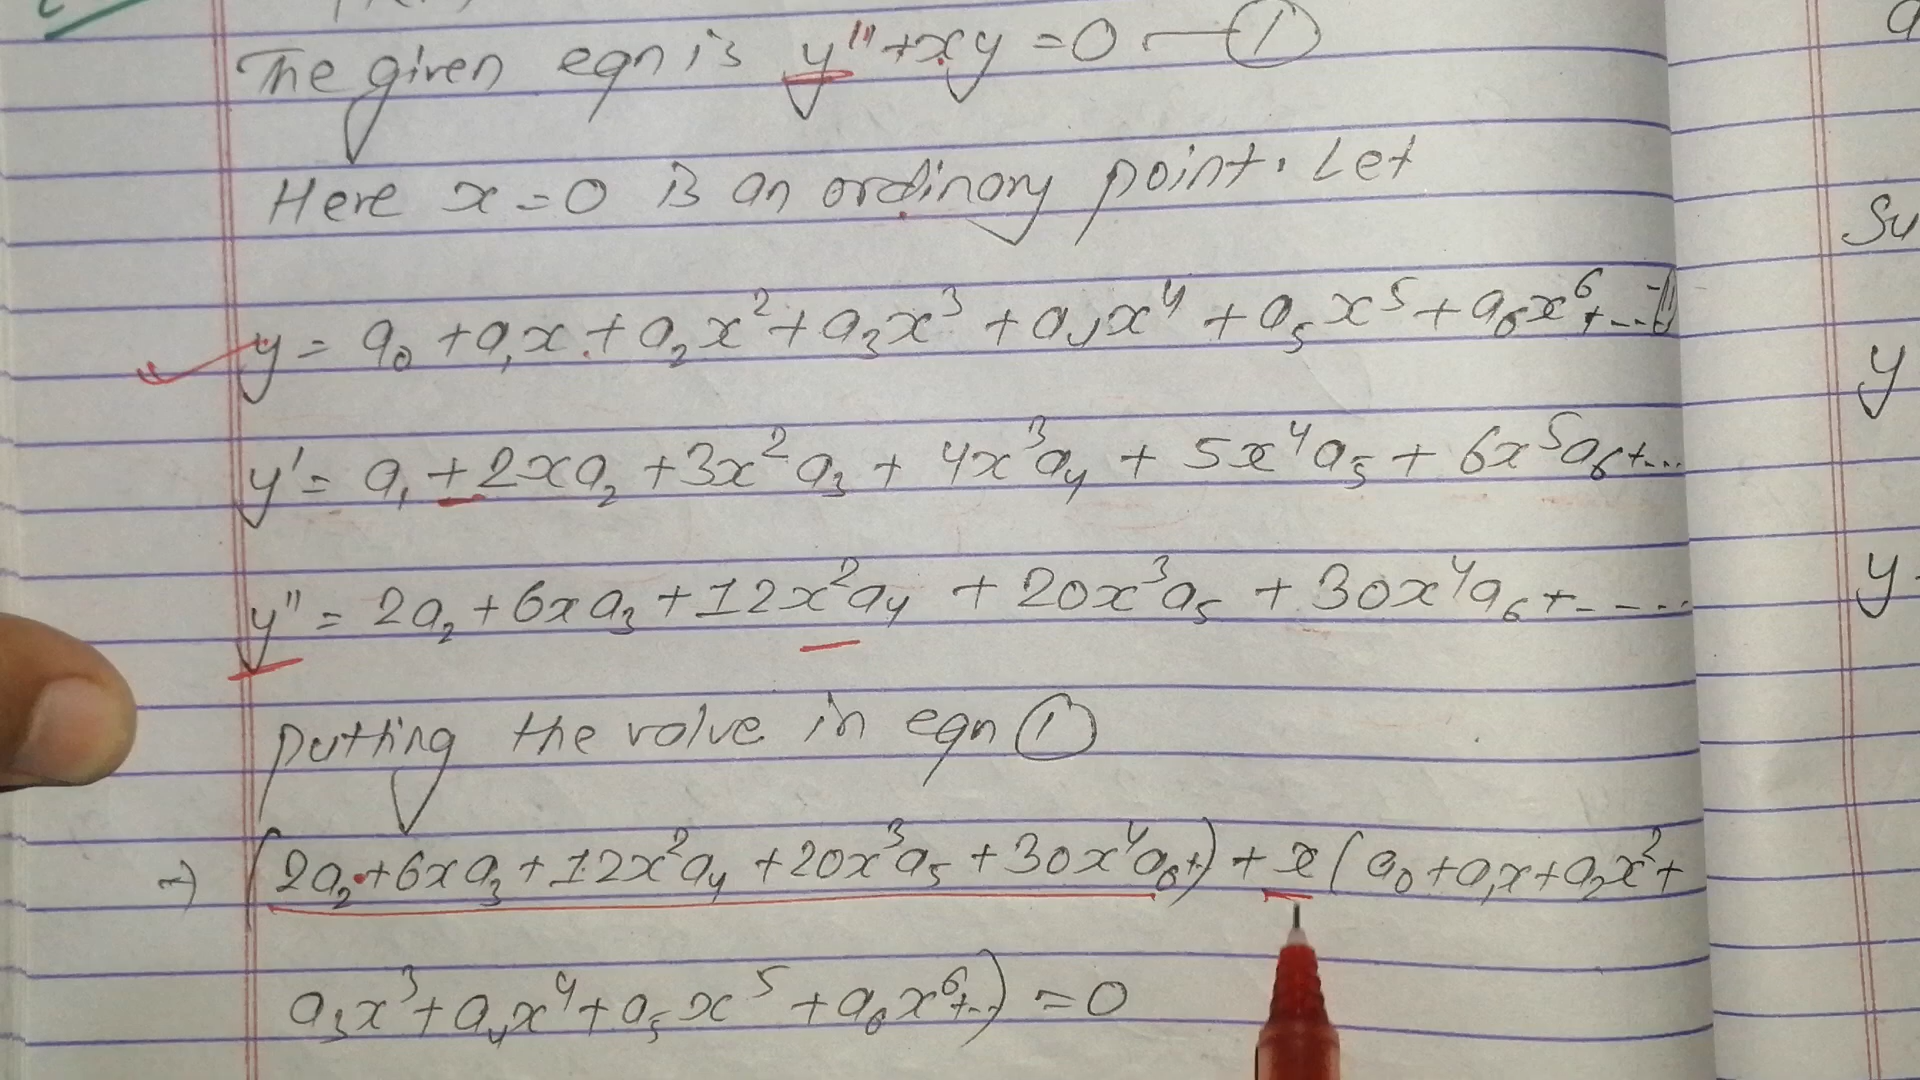 The given eqn is y'' + xy = 0 — ①
Here x = 0 is an ordinary point. Let
y = a₀ + a₁x + a₂x² + a₃x³ + a₄x⁴ + a₅x⁵ + a₆x⁶ + ...
y' = a₁ + 2xa₂ + 3x²a₃ + 4x³a₄ + 5x⁴a₅ + 6x⁵a₆ + ...
y'' = 2a₂ + 6xa₃ + 12x²a₄ + 20x³a₅ + 30x⁴a₆ + ----
putting the valve in eqn ①
⇒ (2a₂ + 6xa₃ + 12x²a₄ + 20x³a₅ + 30x⁴a₆ + ..) + x(a₀ + a₁x + a₂x² +
a₃x³ + a₄x⁴ + a₅x⁵ + a₆x⁶ + ..) = 0
Su
y
y